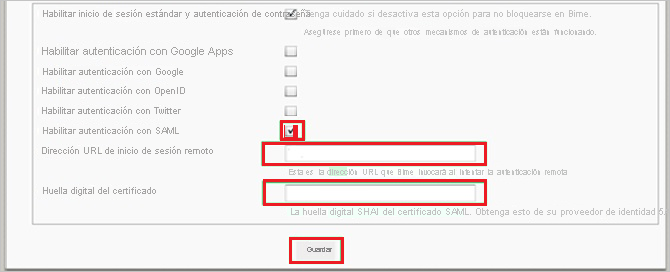 Habilitar inicio de sesión estándar y autenticación de contraseña Tenga cuidado si desactiva esta opción para no bloquearse en Bime.
Asegúrese primero de que otros mecanismos de autenticación están funcionando.
Habilitar autenticación con Google Apps
Habilitar autenticación con Google
Habilitar autenticación con OpenID
Habilitar autenticación con Twitter
Habilitar autenticación con SAML
Dirección URL de inicio de sesión remoto
Esta es la dirección URL que Bime invocará al intentar la autenticación remota
Huella digital del certificado
La huella digital SHAI del certificado SAML. Obtenga esto de su proveedor de identidad 5.
Guardar